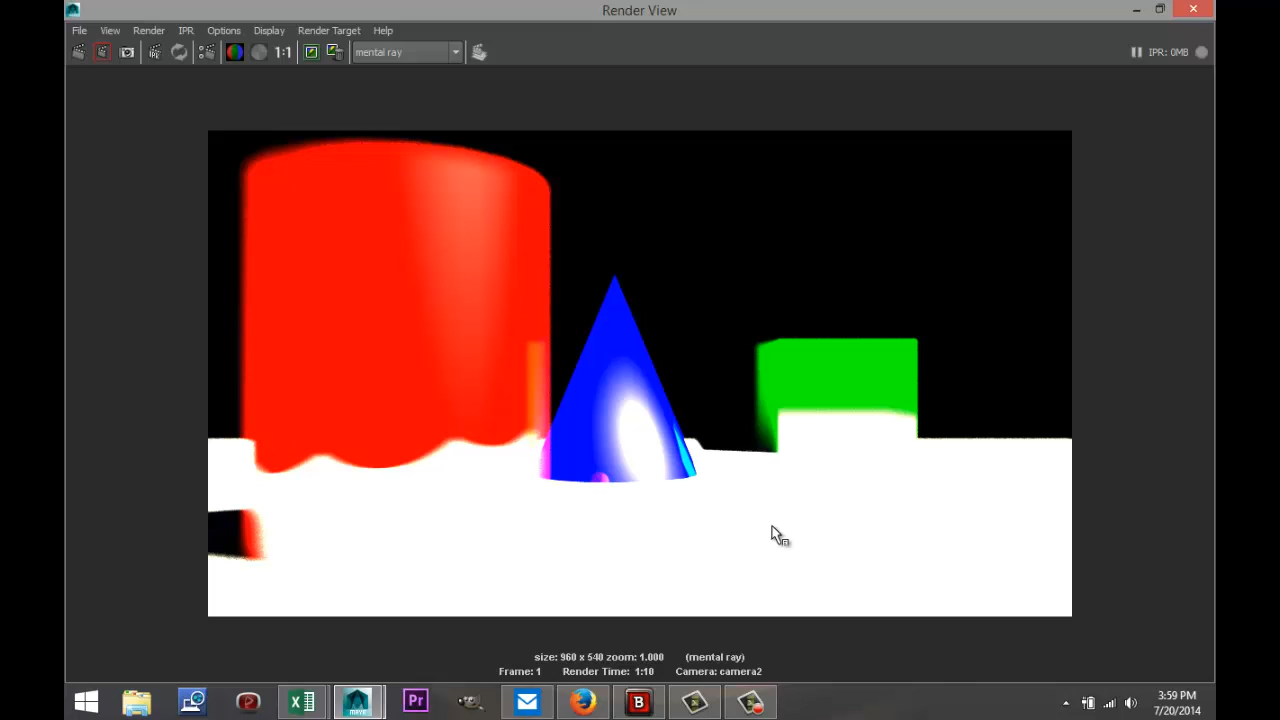 Render View
File View Render IPR Options Display Render Target Help
1:1 mental ray IPR: 0MB
size: 960 x 540 zoom: 1.000 (mental ray)
Frame: 1 Render Time: 1:10 Camera: camera2
Pr
B
3:59 PM
7/20/2014